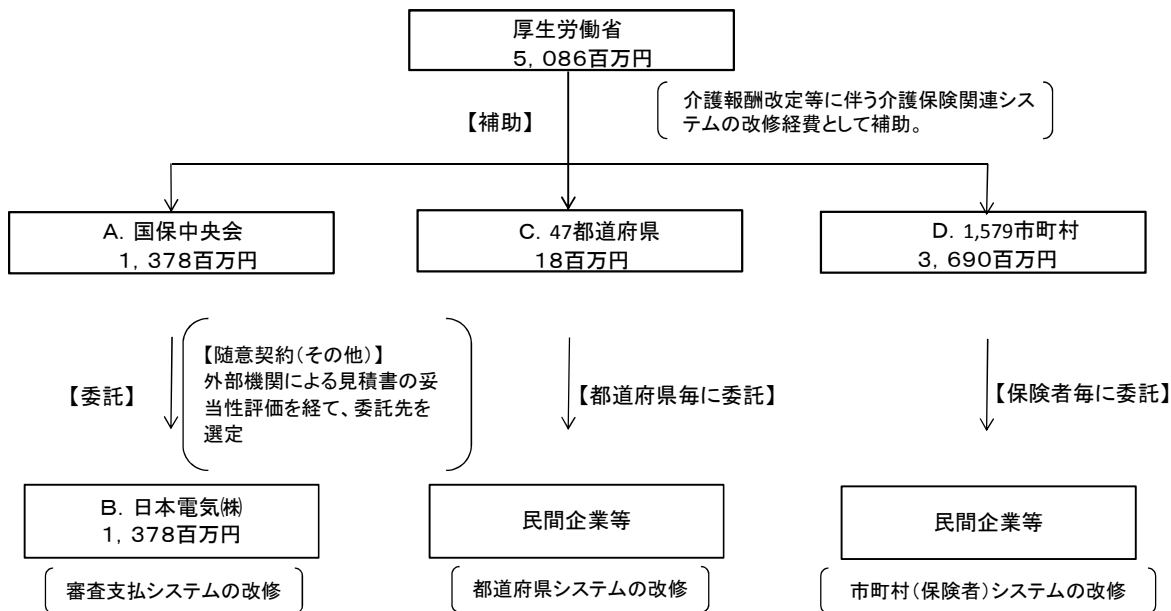 厚生労働省
5,086百万円
【補助】
介護報酬改定等に伴う介護保険関連シス
テムの改修経費として補助。
A. 国保中央会
1,378百万円
C. 47都道府県
18百万円
D. 1,579市町村
3,690百万円
【委託】
【随意契約(その他)】
外部機関による見積書の妥
当性評価を経て、委託先を
選定
【都道府県毎に委託】
【保険者毎に委託】
B. 日本電気㈱
1,378百万円
民間企業等
民間企業等
審査支払システムの改修
都道府県システムの改修
市町村(保険者)システムの改修